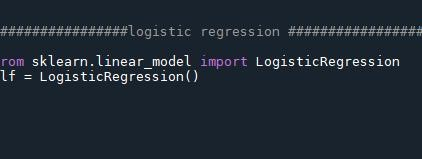 ################logistic regression #################
rom sklearn.linear_model import LogisticRegression
lf = LogisticRegression()